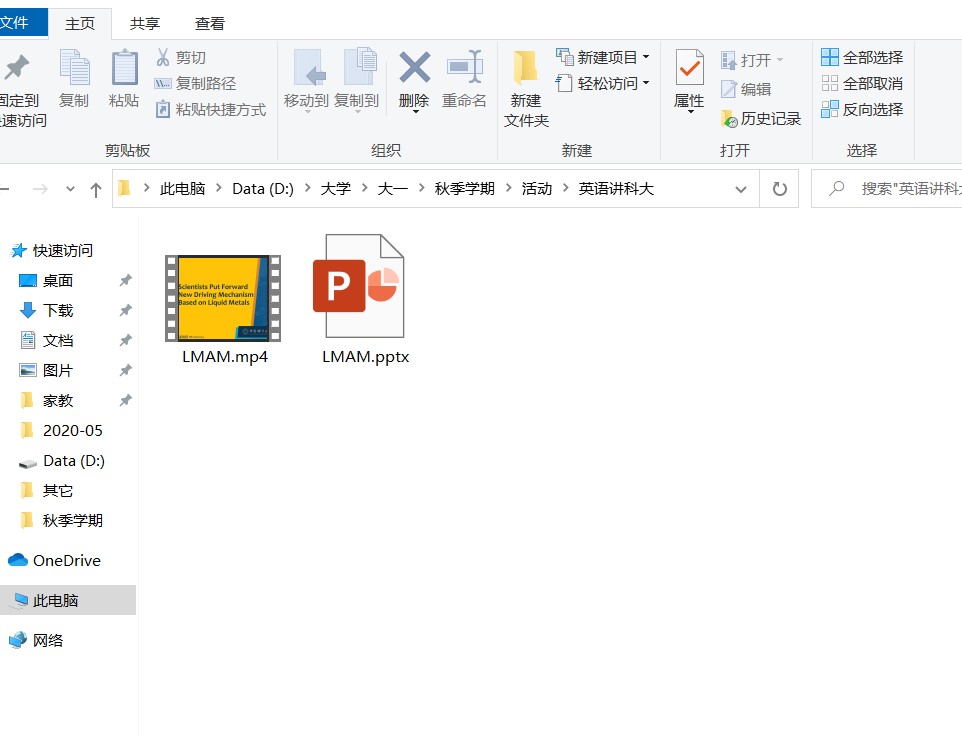 文件 主页 共享 查看
固定到
快速访问
复制
粘贴
剪切
复制路径
粘贴快捷方式
剪贴板
移动到
复制到
删除
重命名
组织
新建
文件夹
新建项目
轻松访问
新建
属性
打开
编辑
历史记录
打开
全部选择
全部取消
反向选择
选择
此电脑 > Data (D:) > 大学 > 大一 > 秋季学期 > 活动 > 英语讲科大
搜索"英语讲科大
快速访问
桌面
下载
文档
图片
家教
2020-05
Data (D:)
其它
秋季学期
OneDrive
此电脑
网络
Scientists Put Forward
New Driving Mechanism
Based on Liquid Metals
LMAM.mp4
P
LMAM.pptx